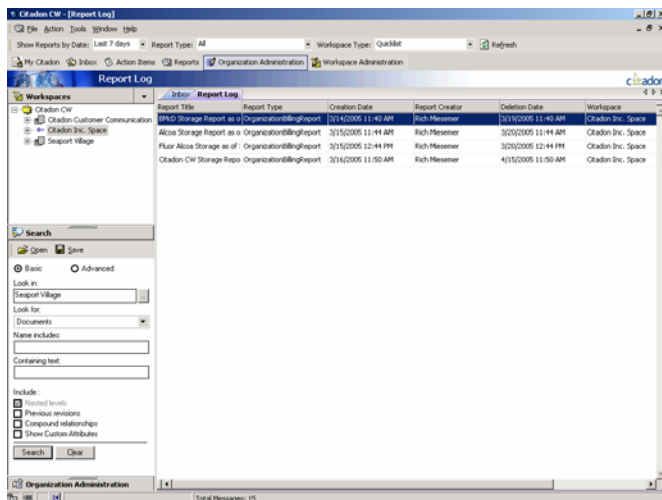 Citadon CW - [Report Log]
File Action Tools Window Help
Show Reports by Date: Last 7 days Report Type: All Workspace Type: Quicklist Refresh
My Citadon Inbox Action Items Reports Organization Administration Workspace Administration
Report Log citadon
Workspaces
Inbox Report Log
Citadon CW
Citadon Customer Communication
Citadon Inc. Space
Seaport Village
Report Title Report Type Creation Date Report Creator Deletion Date Workspace
BMcD Storage Report as o OrganizationBillingReport 3/14/2005 11:40 AM Rich Miesemer 3/19/2005 11:40 AM Citadon Inc. Space
Alcoa Storage Report as o OrganizationBillingReport 3/15/2005 11:44 AM Rich Miesemer 3/20/2005 11:44 AM Citadon Inc. Space
Fluor Alcoa Storage as of : OrganizationBillingReport 3/15/2005 12:44 PM Rich Miesemer 3/20/2005 12:44 PM Citadon Inc. Space
Citadon CW Storage Repo OrganizationBillingReport 3/16/2005 11:50 AM Rich Miesemer 4/15/2005 11:50 AM Citadon Inc. Space
Search
Open Save
Basic Advanced
Look in:
Seaport Village ...
Look for:
Documents
Name includes:
Containing text:
Include :
Nested levels
Previous revisions
Compound relationships
Show Custom Attributes
Search Clear
Organization Administration
Total Messages: 15